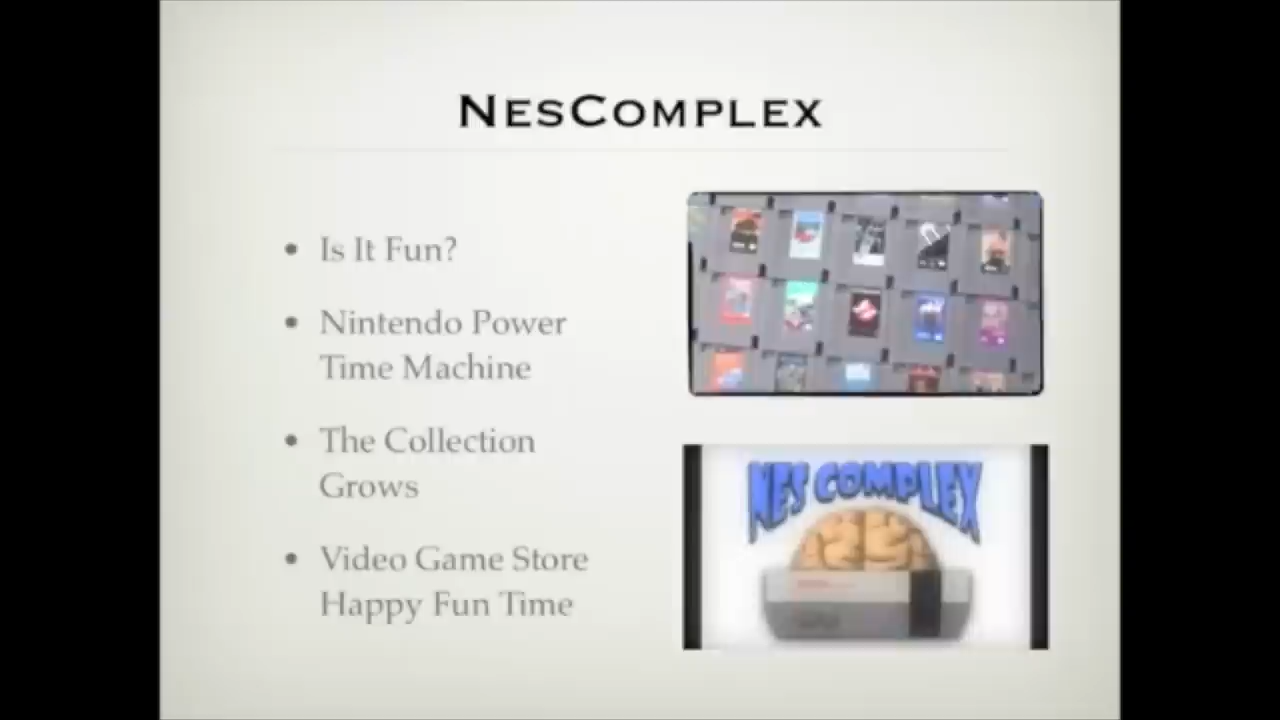 NesComplex
• Is It Fun?
• Nintendo Power
Time Machine
• The Collection
Grows
• Video Game Store
Happy Fun Time
NES COMPLEX